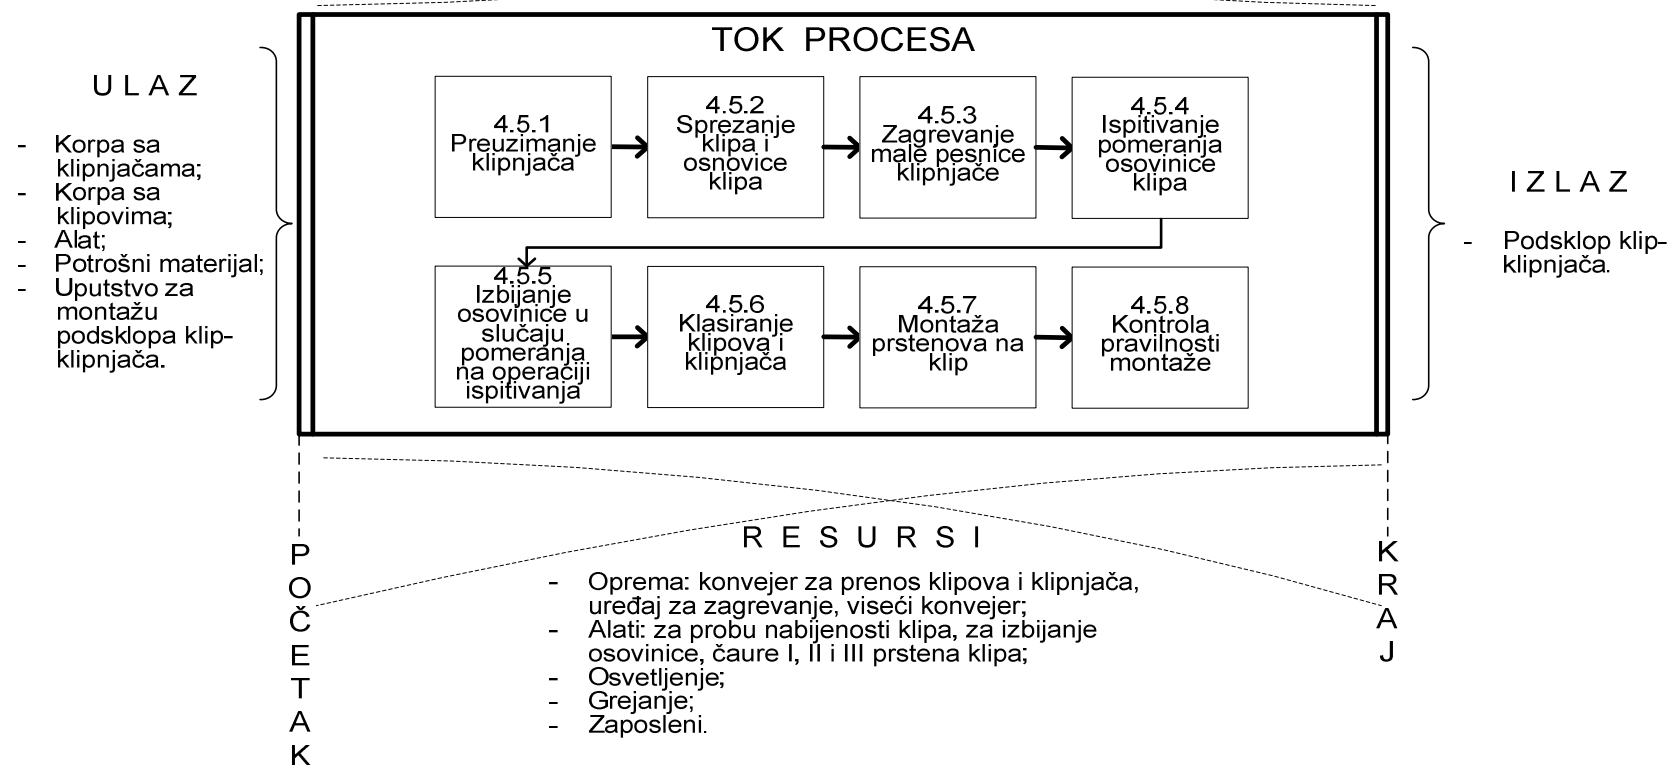 TOK PROCESA
U L A Z
- Korpa sa
klipnjačama;
- Korpa sa
klipovima;
- Alat;
- Potrošni materijal;
- Uputstvo za
montažu
podsklopa klip-
klipnjača.
4.5.1
Preuzimanje
klipnjača
4.5.2
Sprezanje
klipa i
osnovice
klipa
4.5.3
Zagrevanje
male pesnice
klipnjače
4.5.4
Ispitivanje
pomeranja
osovinice
klipa
4.5.5
Izbijanje
osovinice u
slučaju
pomeranja
na operaciji
ispitivanja
4.5.6
Klasiranje
klipova i
klipnjača
4.5.7
Montaža
prstenova na
klip
4.5.8
Kontrola
pravilnosti
montaže
I Z L A Z
- Podsklop klip-
klipnjača.
POČETAK
R E S U R S I
- Oprema: konvejer za prenos klipova i klipnjača,
uređaj za zagrevanje, viseći konvejer;
- Alati: za probu nabijenosti klipa, za izbijanje
osovinice, čaure I, II i III prstena klipa;
- Osvetljenje;
- Grejanje;
- Zaposleni.
KRAJ